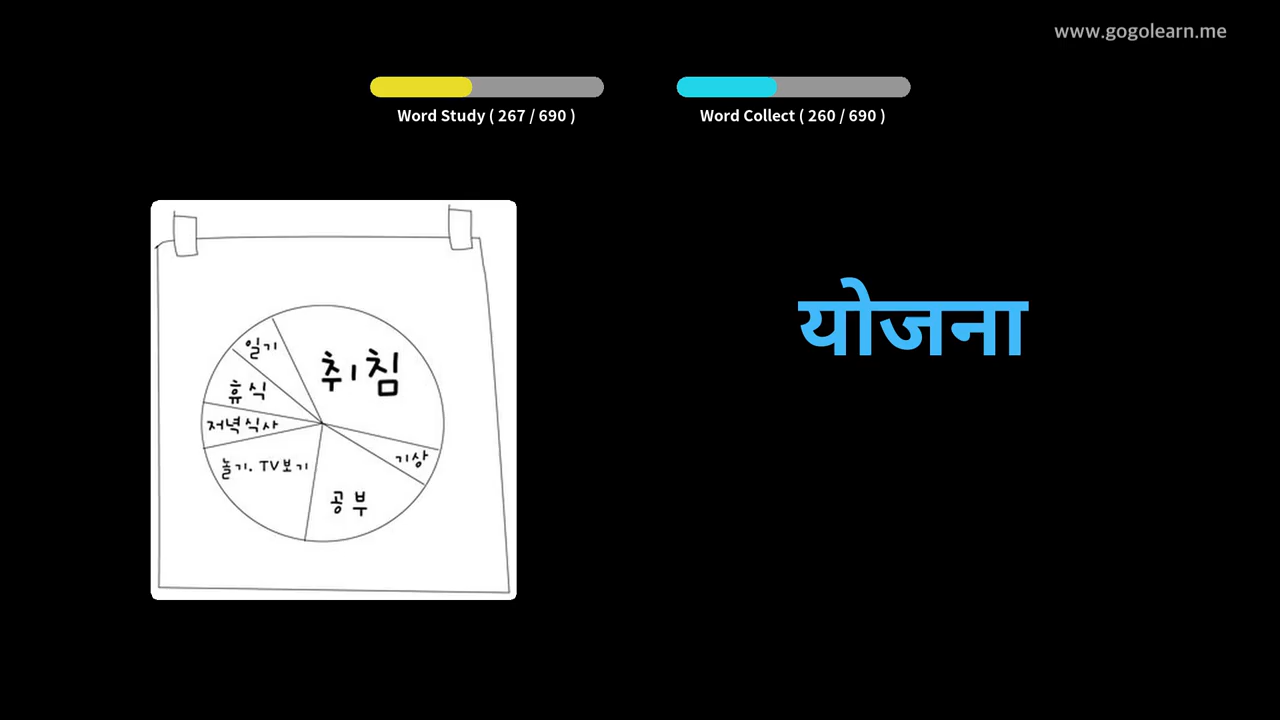 www.gogolearn.me
Word Study ( 267 / 690 )
Word Collect ( 260 / 690 )
योजना
일기
취침
휴식
저녁식사
기상
놀기. TV보기
공부